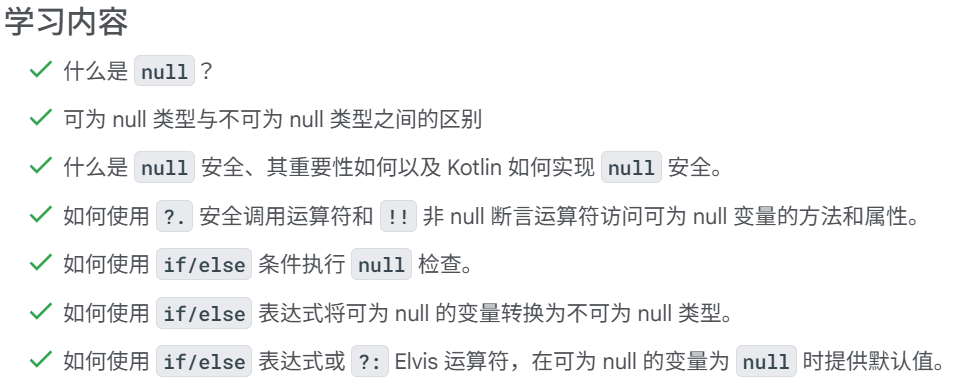 学习内容
什么是 null？
可为 null 类型与不可为 null 类型之间的区别
什么是 null 安全、其重要性如何以及 Kotlin 如何实现 null 安全。
如何使用 ?. 安全调用运算符和 !! 非 null 断言运算符访问可为 null 变量的方法和属性。
如何使用 if/else 条件执行 null 检查。
如何使用 if/else 表达式将可为 null 的变量转换为不可为 null 类型。
如何使用 if/else 表达式或 ?: Elvis 运算符，在可为 null 的变量为 null 时提供默认值。